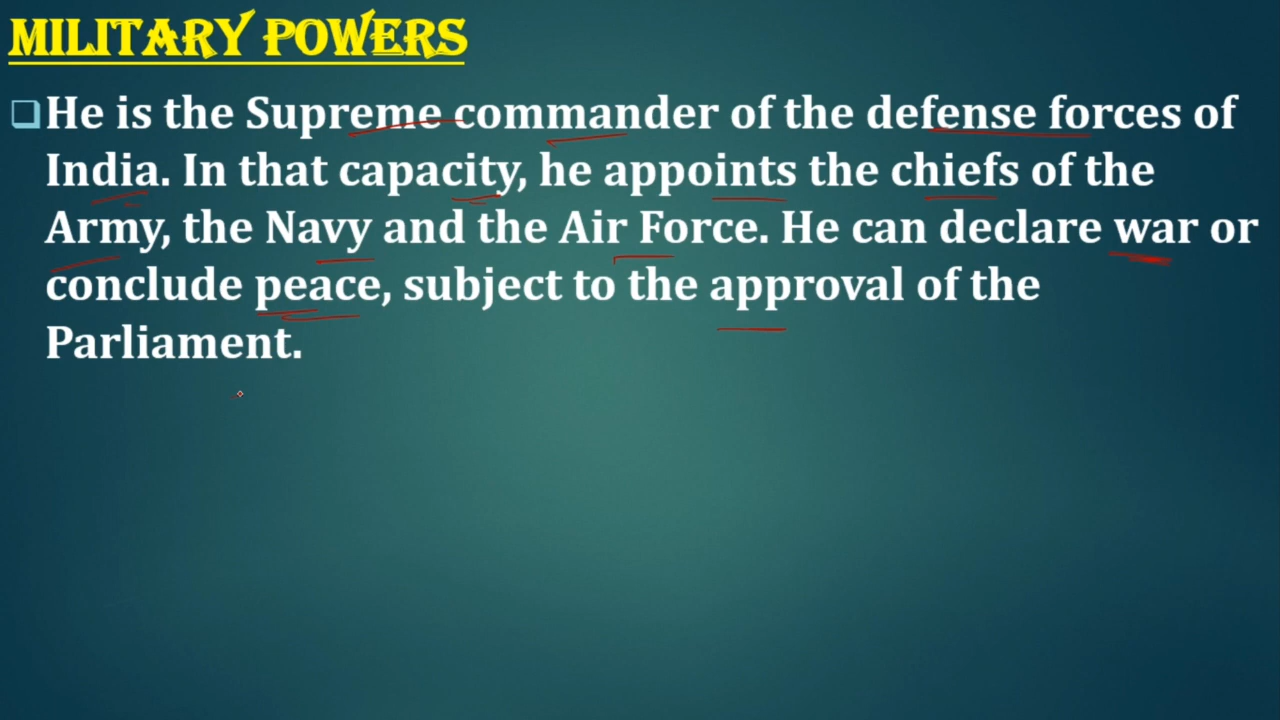 MILITARY POWERS
He is the Supreme commander of the defense forces of
India. In that capacity, he appoints the chiefs of the
Army, the Navy and the Air Force. He can declare war or
conclude peace, subject to the approval of the
Parliament.